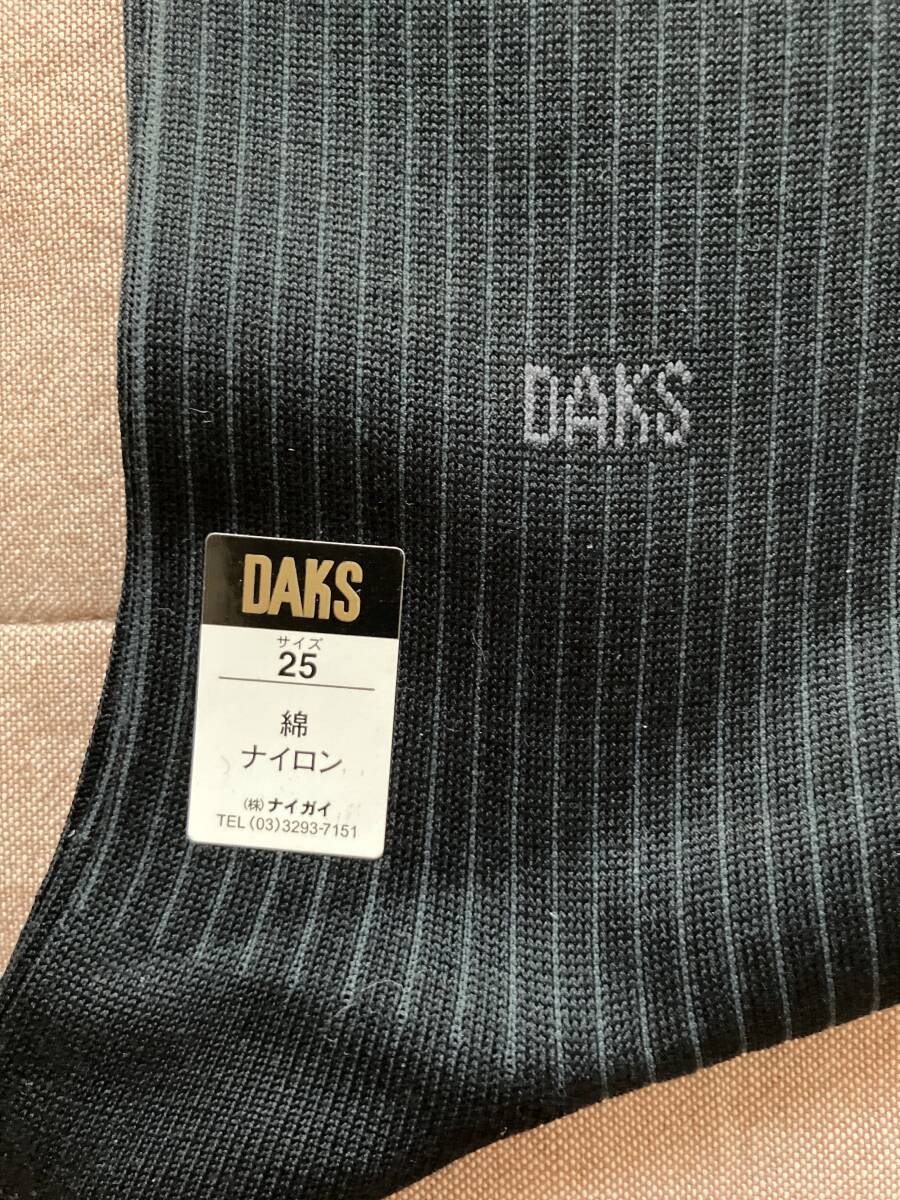 DAKS
DAKS
サイズ
25
綿
ナイロン
(株)ナイガイ
TEL(03)3293-7151